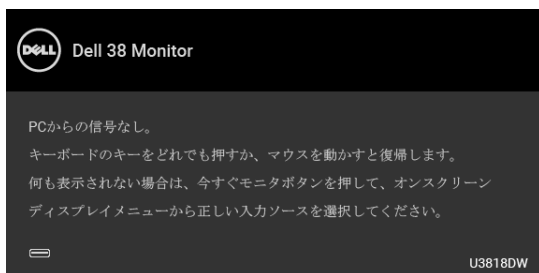 DELL
Dell 38 Monitor
PCからの信号なし。
キーボードのキーをどれでも押すか、マウスを動かすと復帰します。
何も表示されない場合は、今すぐモニタボタンを押して、オンスクリーン
ディスプレイメニューから正しい入力ソースを選択してください。
U3818DW